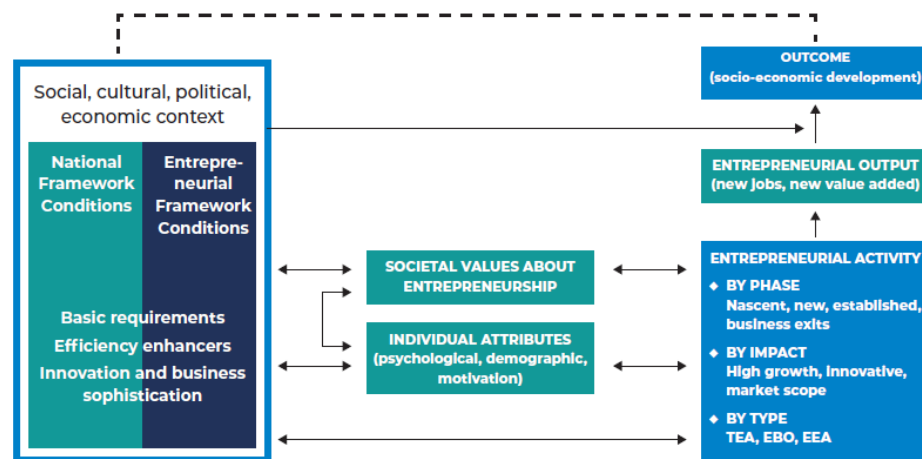 Social, cultural, political,
economic context
National
Framework
Conditions
Entrepre-
neurial
Framework
Conditions
Basic requirements
Efficiency enhancers
Innovation and business
sophistication
SOCIETAL VALUES ABOUT
ENTREPRENEURSHIP
INDIVIDUAL ATTRIBUTES
(psychological, demographic,
motivation)
OUTCOME
(socio-economic development)
ENTREPRENEURIAL OUTPUT
(new jobs, new value added)
ENTREPRENEURIAL ACTIVITY
◆ BY PHASE
Nascent, new, established,
business exits
◆ BY IMPACT
High growth, innovative,
market scope
◆ BY TYPE
TEA, EBO, EEA